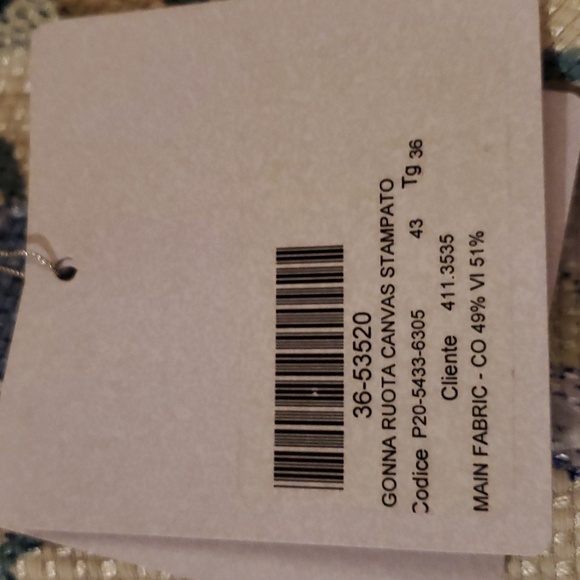 36-53520
GONNA RUOTA CANVAS STAMPATO
Codice P20-5433-6305 43 Tg 36
Cliente 411.3535
MAIN FABRIC - CO 49% VI 51%